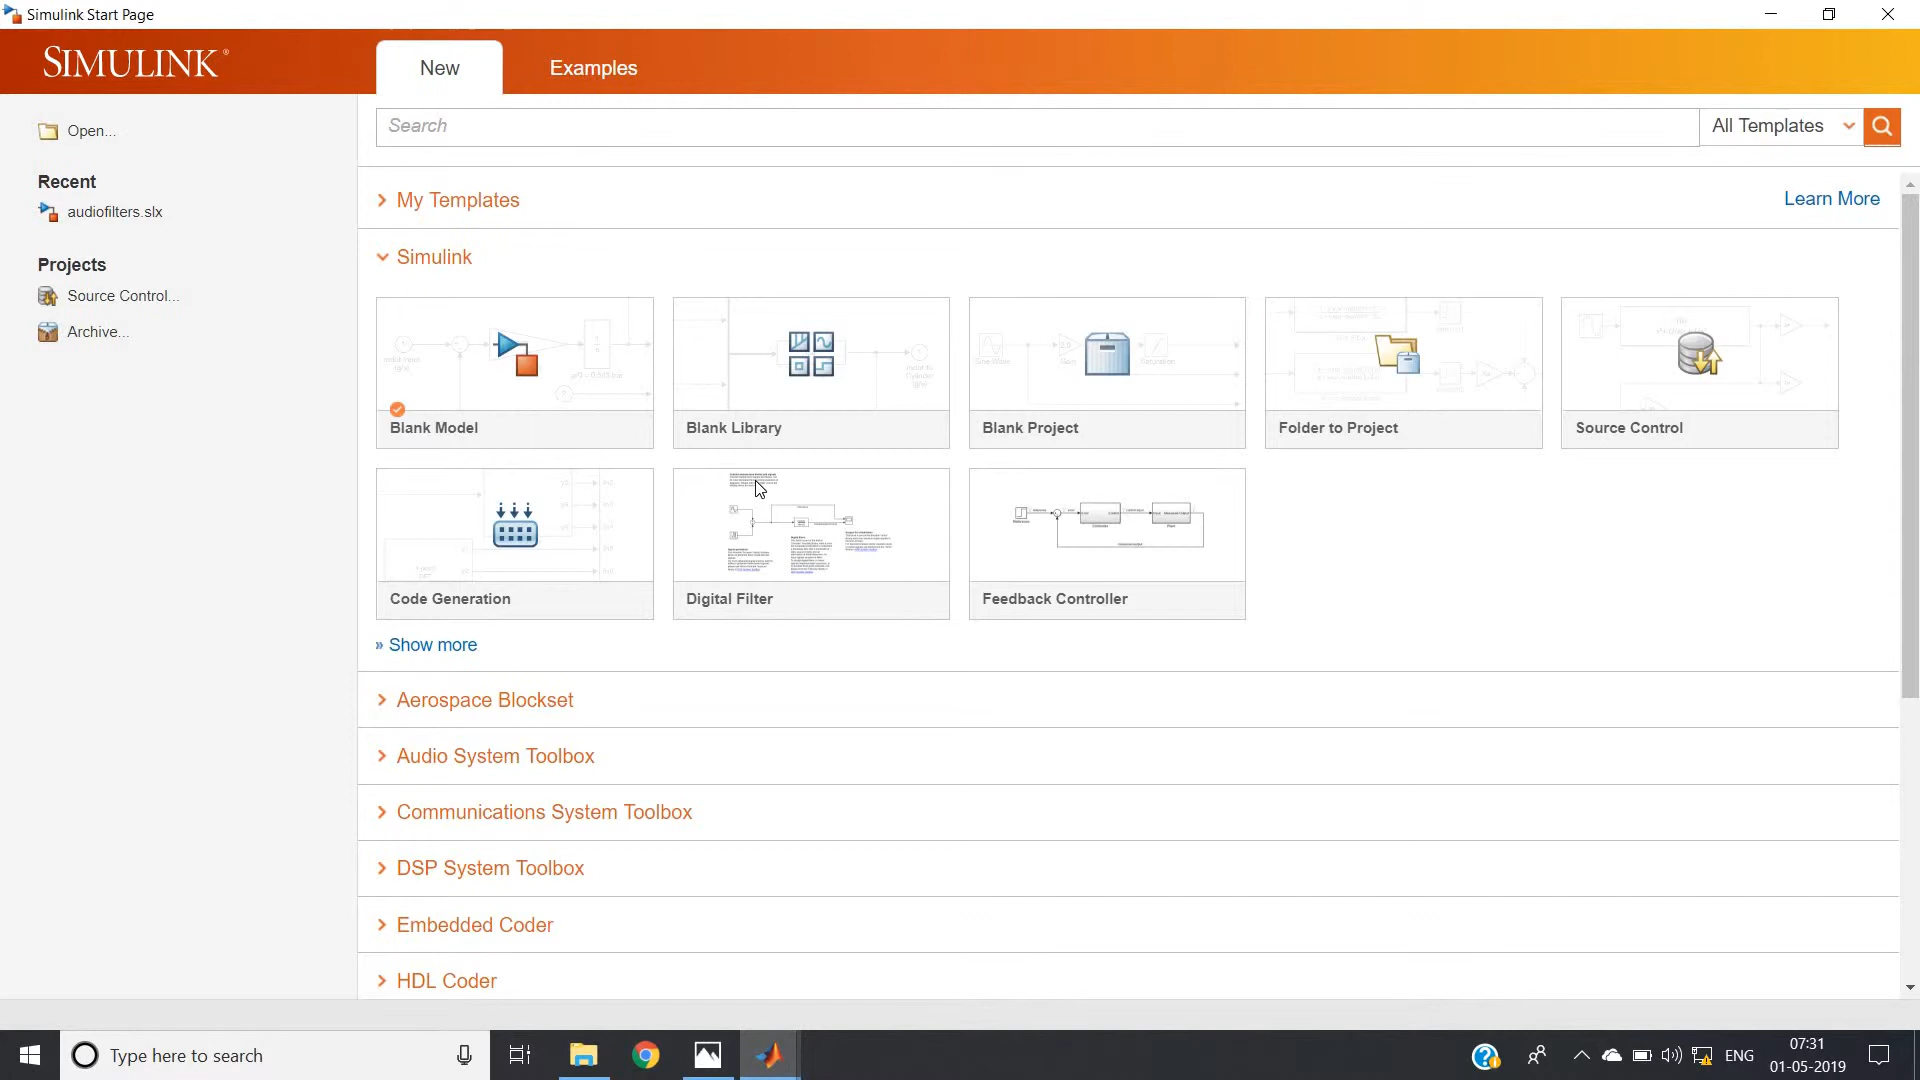 Simulink Start Page
SIMULINK®
New
Examples
Open...
Recent
audiofilters.slx
Projects
Source Control...
Archive...
Search
All Templates
My Templates
Learn More
Simulink
Blank Model
Blank Library
Blank Project
Folder to Project
Source Control
Code Generation
Digital Filter
Feedback Controller
» Show more
Aerospace Blockset
Audio System Toolbox
Communications System Toolbox
DSP System Toolbox
Embedded Coder
HDL Coder
Type here to search
ENG
07:31
01-05-2019